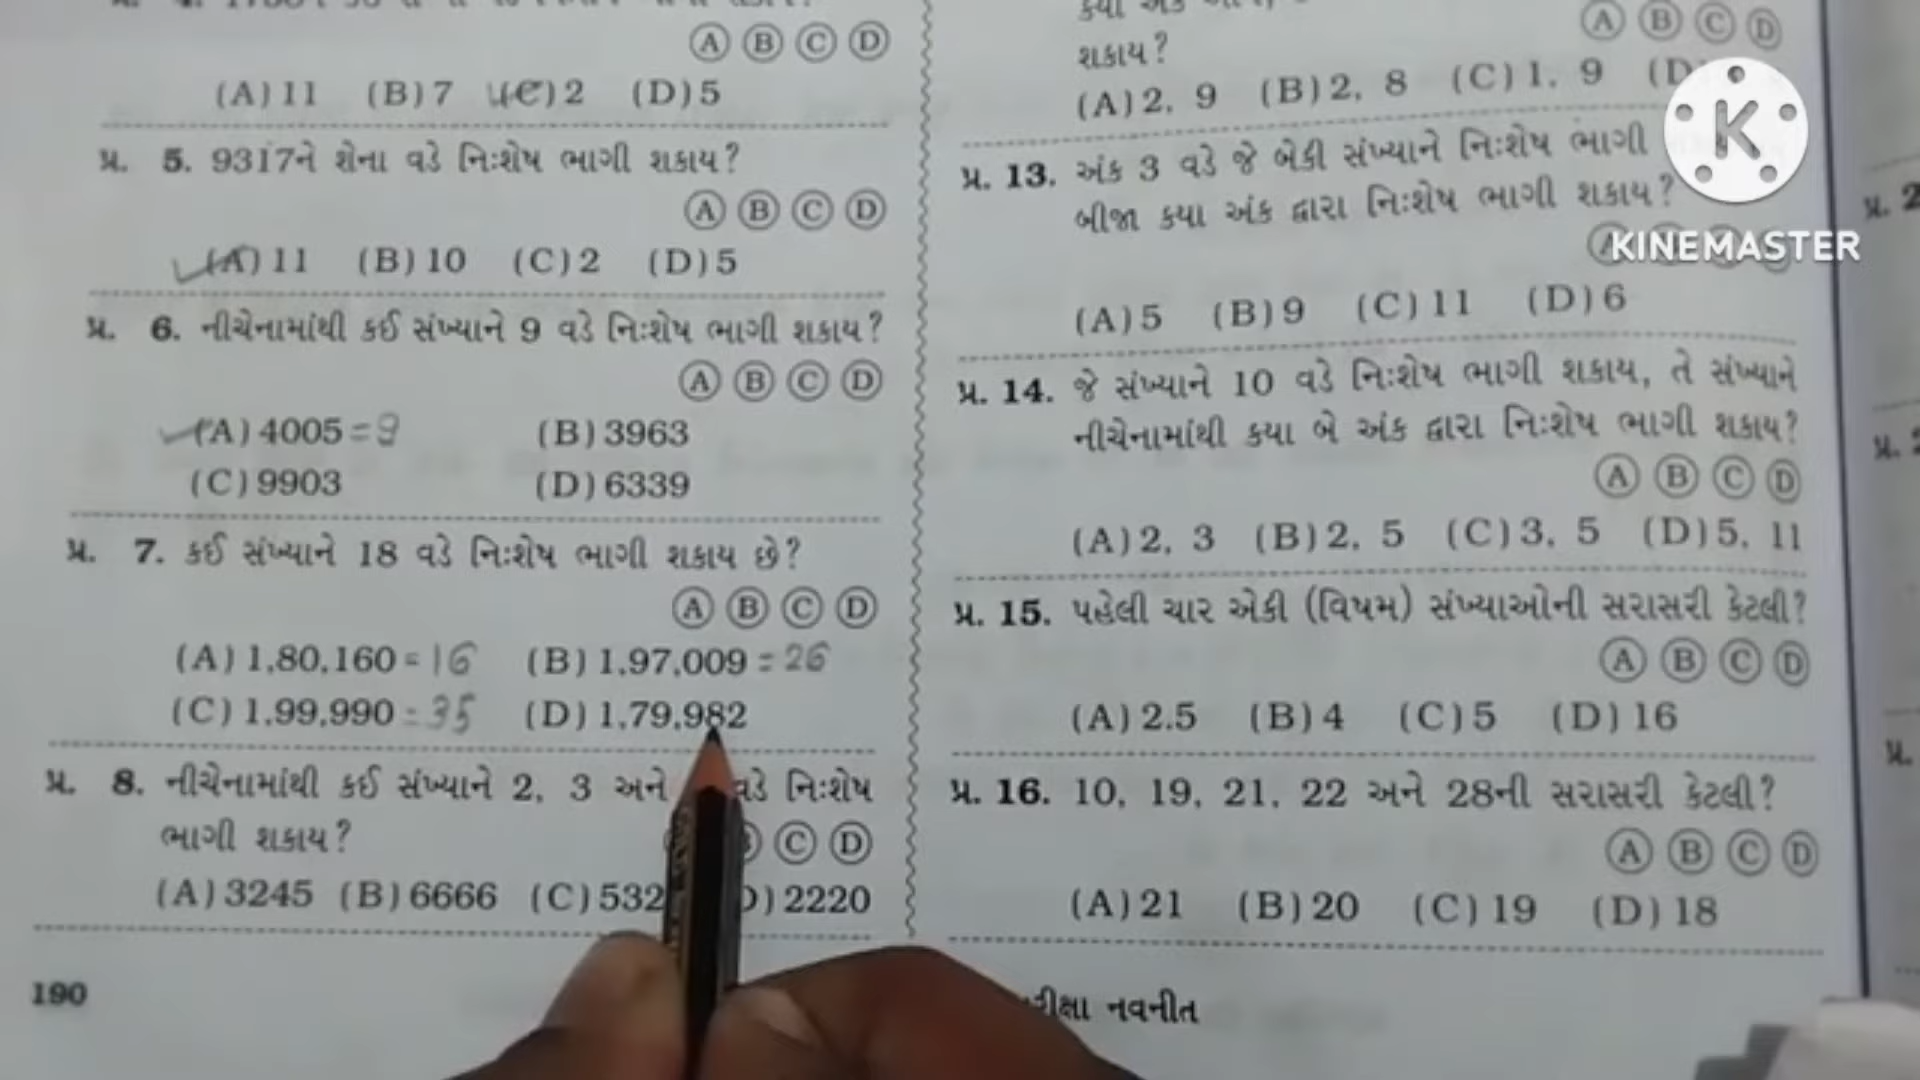 (A) 11 (B) 7 (C) 2 (D) 5
A B C D
પ્ર. 5. 9317ને શેના વડે નિઃશેષ ભાગી શકાય?
A B C D
(A) 11 (B) 10 (C) 2 (D) 5
પ્ર. 6. નીચેનામાંથી કઈ સંખ્યાને 9 વડે નિઃશેષ ભાગી શકાય?
A B C D
(A) 4005 = 9 (B) 3963
(C) 9903 (D) 6339
પ્ર. 7. કઈ સંખ્યાને 18 વડે નિઃશેષ ભાગી શકાય છે?
A B C D
(A) 1,80,160 = 16 (B) 1,97,009 = 26
(C) 1,99,990 = 35 (D) 1,79,982
પ્ર. 8. નીચેનામાંથી કઈ સંખ્યાને 2, 3 અને વડે નિઃશેષ
ભાગી શકાય?
C D
(A) 3245 (B) 6666 (C) 532 D) 2220
190
શકાય?
A B C D
(A) 2, 9 (B) 2, 8 (C) 1, 9 (D)
પ્ર. 13. અંક 3 વડે જે બેકી સંખ્યાને નિઃશેષ ભાગી
બીજા કયા અંક દ્વારા નિઃશેષ ભાગી શકાય?
(A) 5 (B) 9 (C) 11 (D) 6
પ્ર. 14. જે સંખ્યાને 10 વડે નિઃશેષ ભાગી શકાય, તે સંખ્યાને
નીચેનામાંથી કયા બે અંક દ્વારા નિઃશેષ ભાગી શકાય?
A B C D
(A) 2, 3 (B) 2, 5 (C) 3, 5 (D) 5, 11
પ્ર. 15. પહેલી ચાર એકી (વિષમ) સંખ્યાઓની સરાસરી કેટલી?
A B C D
(A) 2.5 (B) 4 (C) 5 (D) 16
પ્ર. 16. 10, 19, 21, 22 અને 28ની સરાસરી કેટલી?
A B C D
(A) 21 (B) 20 (C) 19 (D) 18
નવનીત
K
KINEMASTER